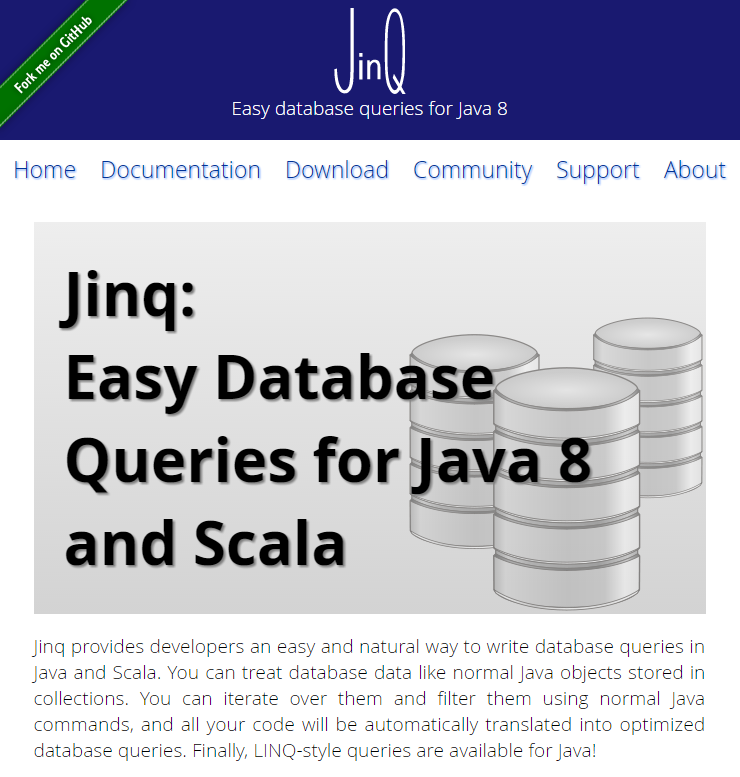 Fork me on GitHub
JinQ
Easy database queries for Java 8
Home Documentation Download Community Support About
Jinq:
Easy Database
Queries for Java 8
and Scala
Jinq provides developers an easy and natural way to write database queries in
Java and Scala. You can treat database data like normal Java objects stored in
collections. You can iterate over them and filter them using normal Java
commands, and all your code will be automatically translated into optimized
database queries. Finally, LINQ-style queries are available for Java!